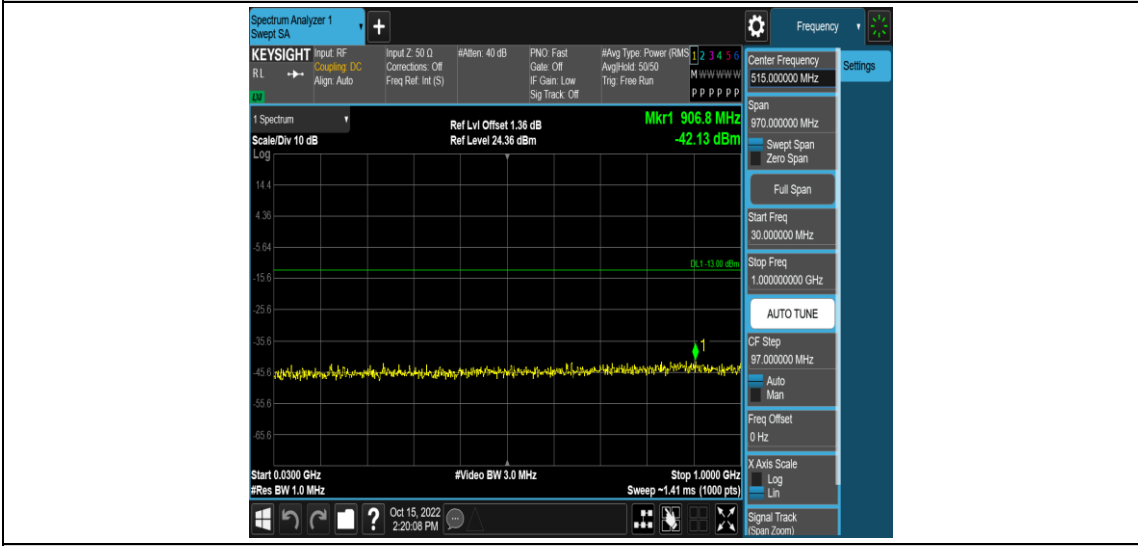 Spectrum Analyzer 1
Swept SA
+
Frequency
KEYSIGHT
RL
Input: RF
Coupling: DC
Align: Auto
Input Z: 50 Ω
Corrections: Off
Freq Ref: Int (S)
#Atten: 40 dB
PNO: Fast
Gate: Off
IF Gain: Low
Sig Track: Off
#Avg Type: Power (RMS
Avg|Hold: 50/50
Trig: Free Run
1 2 3 4 5 6
M W W W W W
P P P P P P
1 Spectrum
Scale/Div 10 dB
Ref Lvl Offset 1.36 dB
Ref Level 24.36 dBm
Mkr1 906.8 MHz
-42.13 dBm
Log
14.4
4.36
-5.64
DL1 -13.00 dBm
-15.6
-25.6
-35.6
1
-45.6
-55.6
-65.6
Start 0.0300 GHz
#Res BW 1.0 MHz
#Video BW 3.0 MHz
Stop 1.0000 GHz
Sweep ~1.41 ms (1000 pts)
?
Oct 15, 2022
2:20:08 PM
Center Frequency
515.000000 MHz
Settings
Span
970.000000 MHz
Swept Span
Zero Span
Full Span
Start Freq
30.000000 MHz
Stop Freq
1.000000000 GHz
AUTO TUNE
CF Step
97.000000 MHz
Auto
Man
Freq Offset
0 Hz
X Axis Scale
Log
Lin
Signal Track
(Span Zoom)